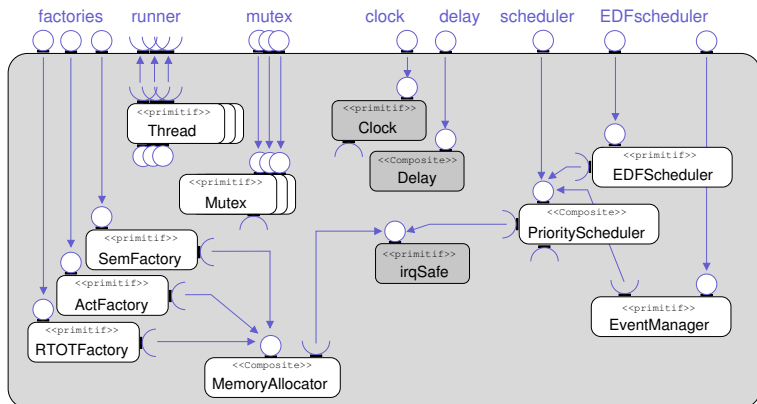 factories runner mutex clock delay scheduler EDFscheduler
<<primitif>>
Thread
<<primitif>>
Clock
<<Composite>>
Delay
<<primitif>>
EDFScheduler
<<primitif>>
Mutex
<<Composite>>
PriorityScheduler
<<primitif>>
SemFactory
<<primitif>>
irqSafe
<<primitif>>
ActFactory
<<primitif>>
EventManager
<<primitif>>
RTOTFactory
<<Composite>>
MemoryAllocator